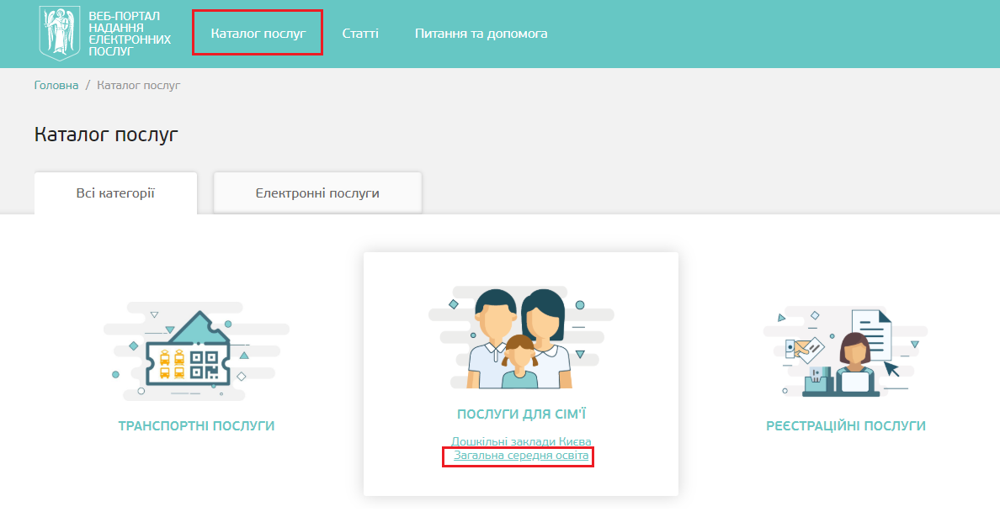 ВЕБ-ПОРТАЛ
НАДАННЯ
ЕЛЕКТРОННИХ
ПОСЛУГ
Каталог послуг
Статті
Питання та допомога
Головна / Каталог послуг
Каталог послуг
Всі категорії
Електронні послуги
ТРАНСПОРТНІ ПОСЛУГИ
ПОСЛУГИ ДЛЯ СІМ'Ї
Дошкільні заклади Києва
Загальна середня освіта
РЕЄСТРАЦІЙНІ ПОСЛУГИ